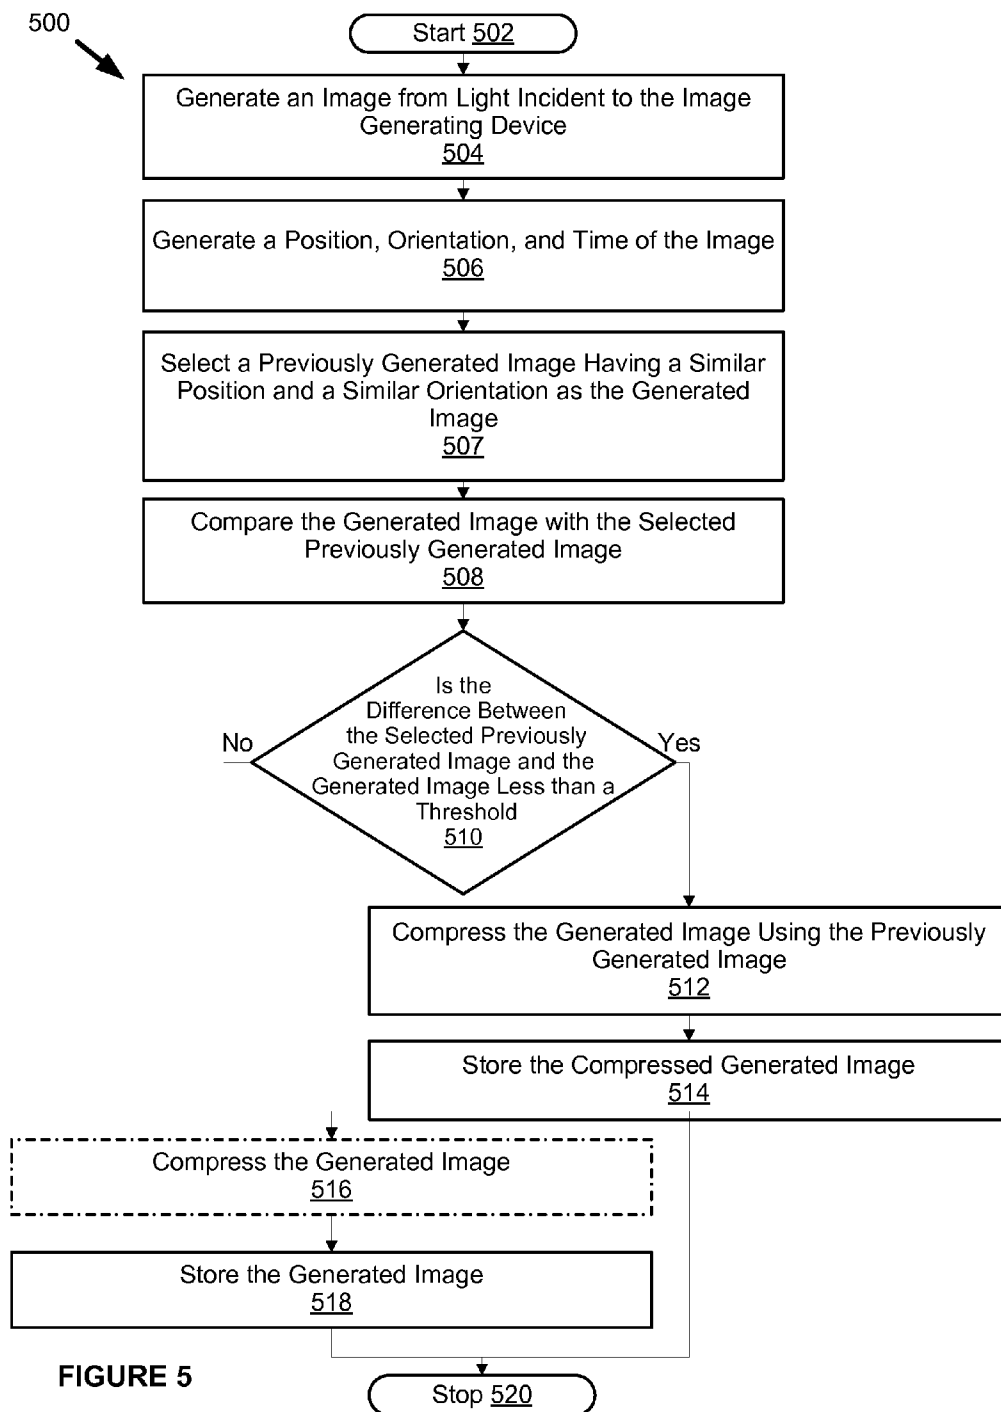 500
Start 502
Generate an Image from Light Incident to the Image
Generating Device
504
Generate a Position, Orientation, and Time of the Image
506
Select a Previously Generated Image Having a Similar
Position and a Similar Orientation as the Generated
Image
507
Compare the Generated Image with the Selected
Previously Generated Image
508
Is the
Difference Between
the Selected Previously
Generated Image and the
Generated Image Less than a
Threshold
510
No
Yes
Compress the Generated Image Using the Previously
Generated Image
512
Store the Compressed Generated Image
514
Compress the Generated Image
516
Store the Generated Image
518
FIGURE 5
Stop 520